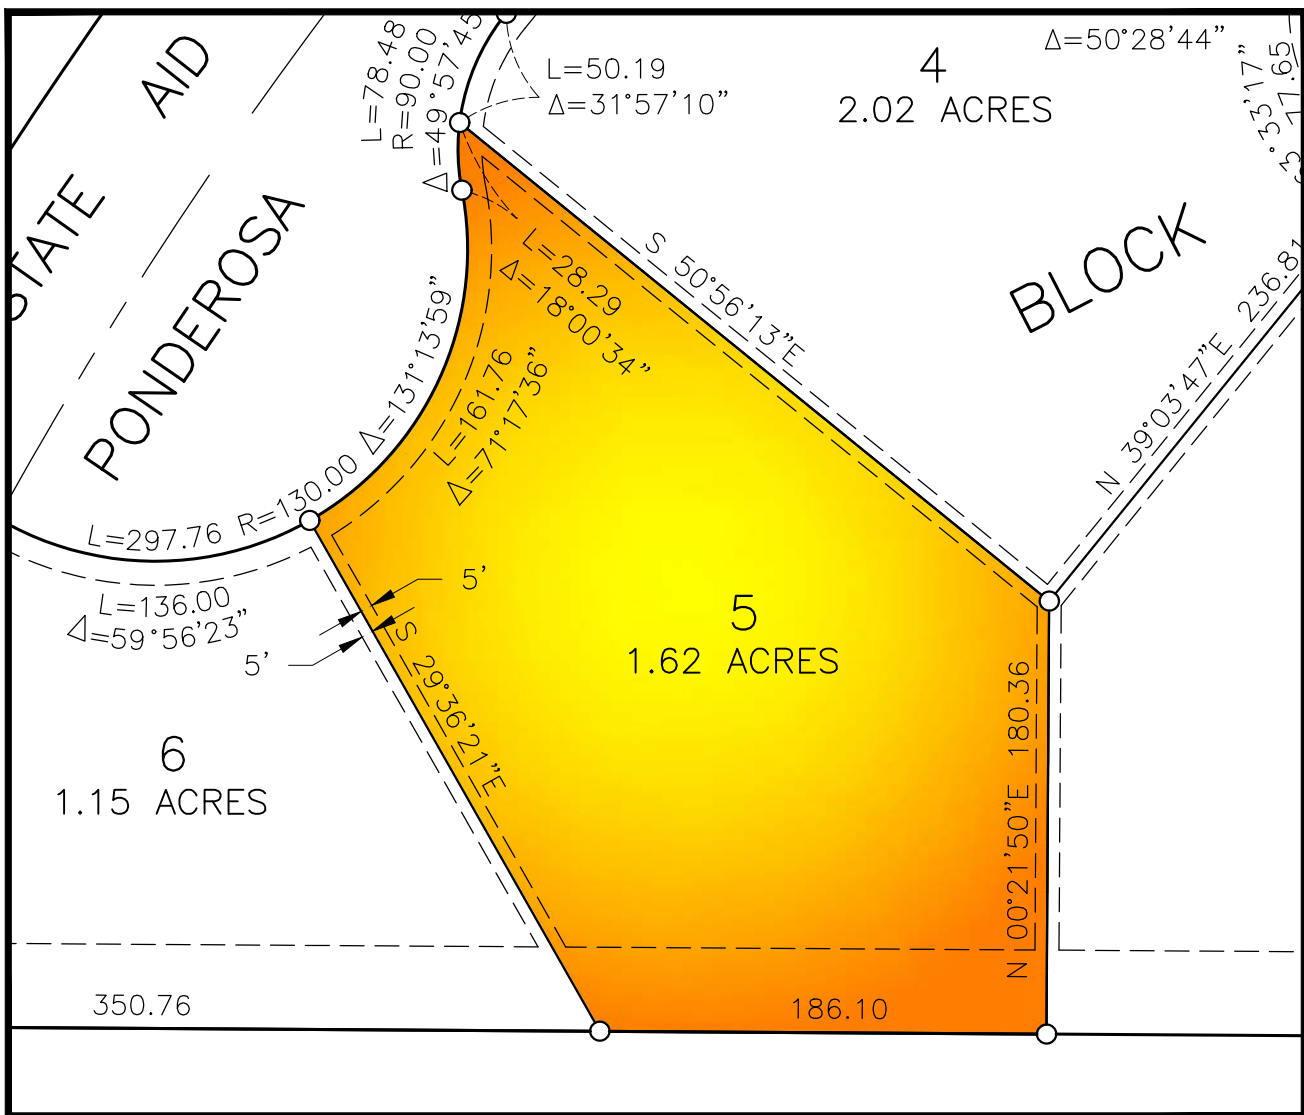 STATE AID
PONDEROSA
L=78.48
R=90.00
Δ=49°57'45
L=50.19
Δ=31°57'10"
4
2.02 ACRES
Δ=50°28'44"
77.65
63°33'17"
BLOCK
S 50°56'13"E
N 39°03'47"E 236.81
L=28.29
Δ=18°00'34"
L=161.76
Δ=71°17'36"
L=297.76 R=130.00 Δ=131°13'59"
L=136.00
Δ=59°56'23"
5'
5'
S 29°36'21"E
5
1.62 ACRES
N 00°21'50"E 180.36
6
1.15 ACRES
350.76
186.10